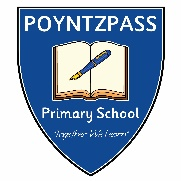 POYNTZPASS
Primary School
"Together We Learn"